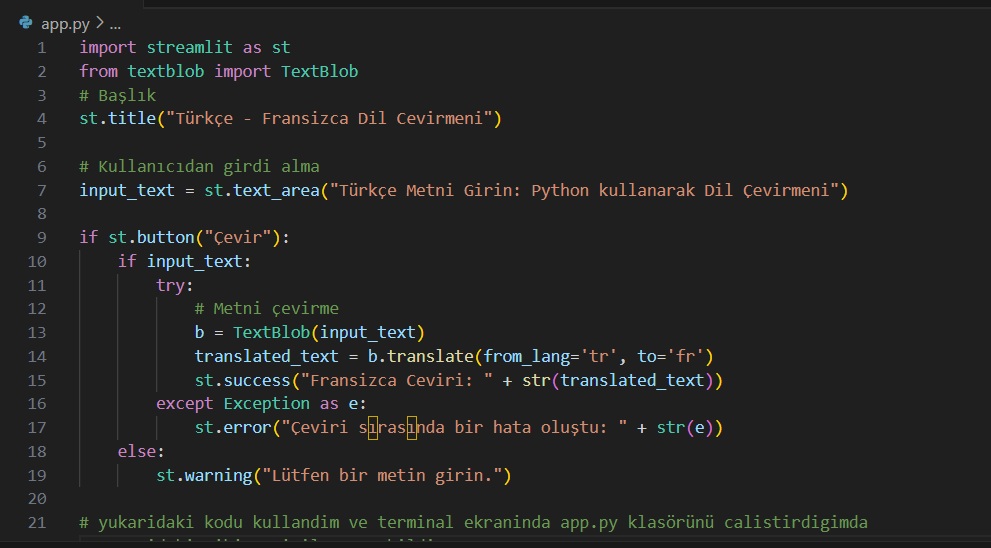 app.py > ...
1 import streamlit as st
2 from textblob import TextBlob
3 # Başlık
4 st.title("Türkçe - Fransizca Dil Cevirmeni")
5
6 # Kullanıcıdan girdi alma
7 input_text = st.text_area("Türkçe Metni Girin: Python kullanarak Dil Çevirmeni")
8
9 if st.button("Çevir"):
10 if input_text:
11 try:
12 # Metni çevirme
13 b = TextBlob(input_text)
14 translated_text = b.translate(from_lang='tr', to='fr')
15 st.success("Fransizca Ceviri: " + str(translated_text))
16 except Exception as e:
17 st.error("Çeviri sırasında bir hata oluştu: " + str(e))
18 else:
19 st.warning("Lütfen bir metin girin.")
20
21 # yukaridaki kodu kullandim ve terminal ekraninda app.py klasörünü calistirdigimda